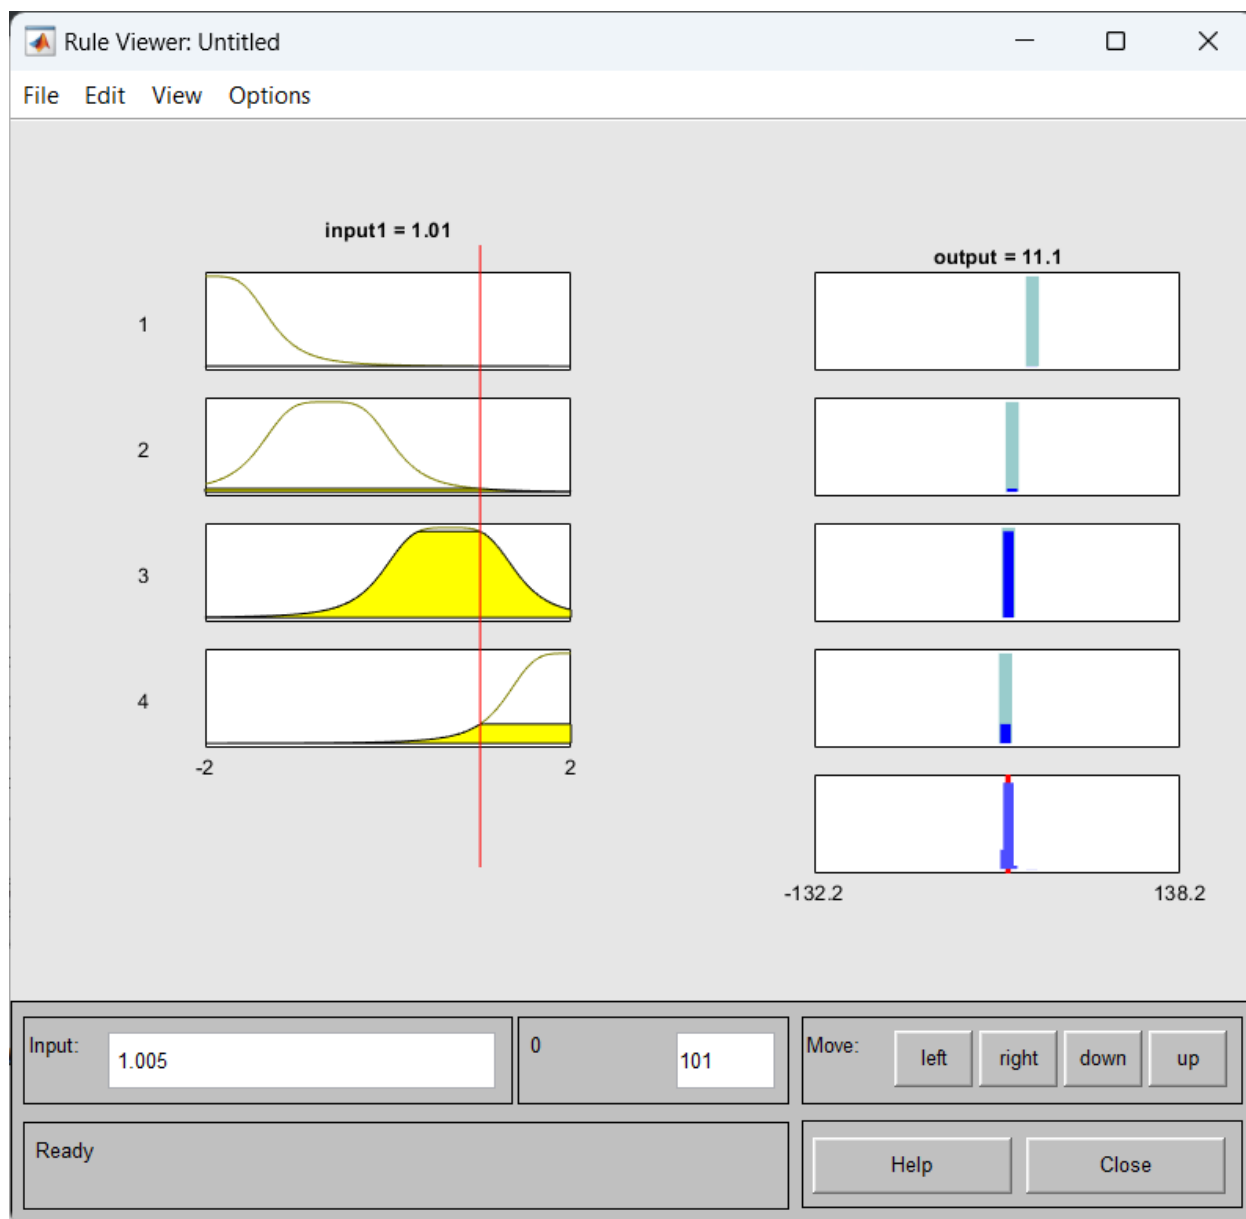 Rule Viewer: Untitled
File Edit View Options
input1 = 1.01
output = 11.1
1
2
3
4
-2 2
-132.2 138.2
Input: 1.005
0 101
Move: left right down up
Ready
Help Close